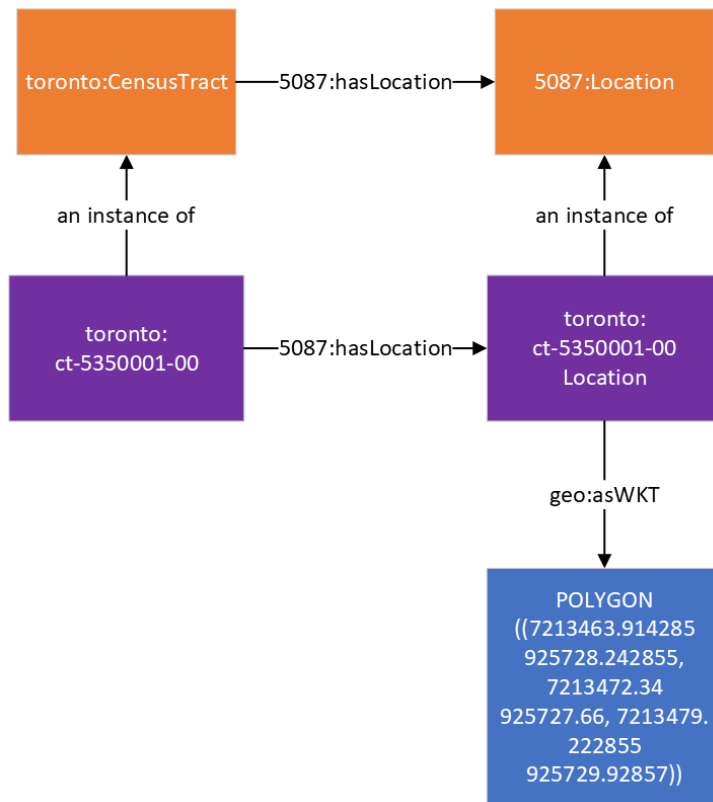 toronto:CensusTract
5087:hasLocation
5087:Location
an instance of
an instance of
toronto:
ct-5350001-00
5087:hasLocation
toronto:
ct-5350001-00
Location
geo:asWKT
POLYGON
((7213463.914285
925728.242855,
7213472.34
925727.66, 7213479.
222855
925729.92857))